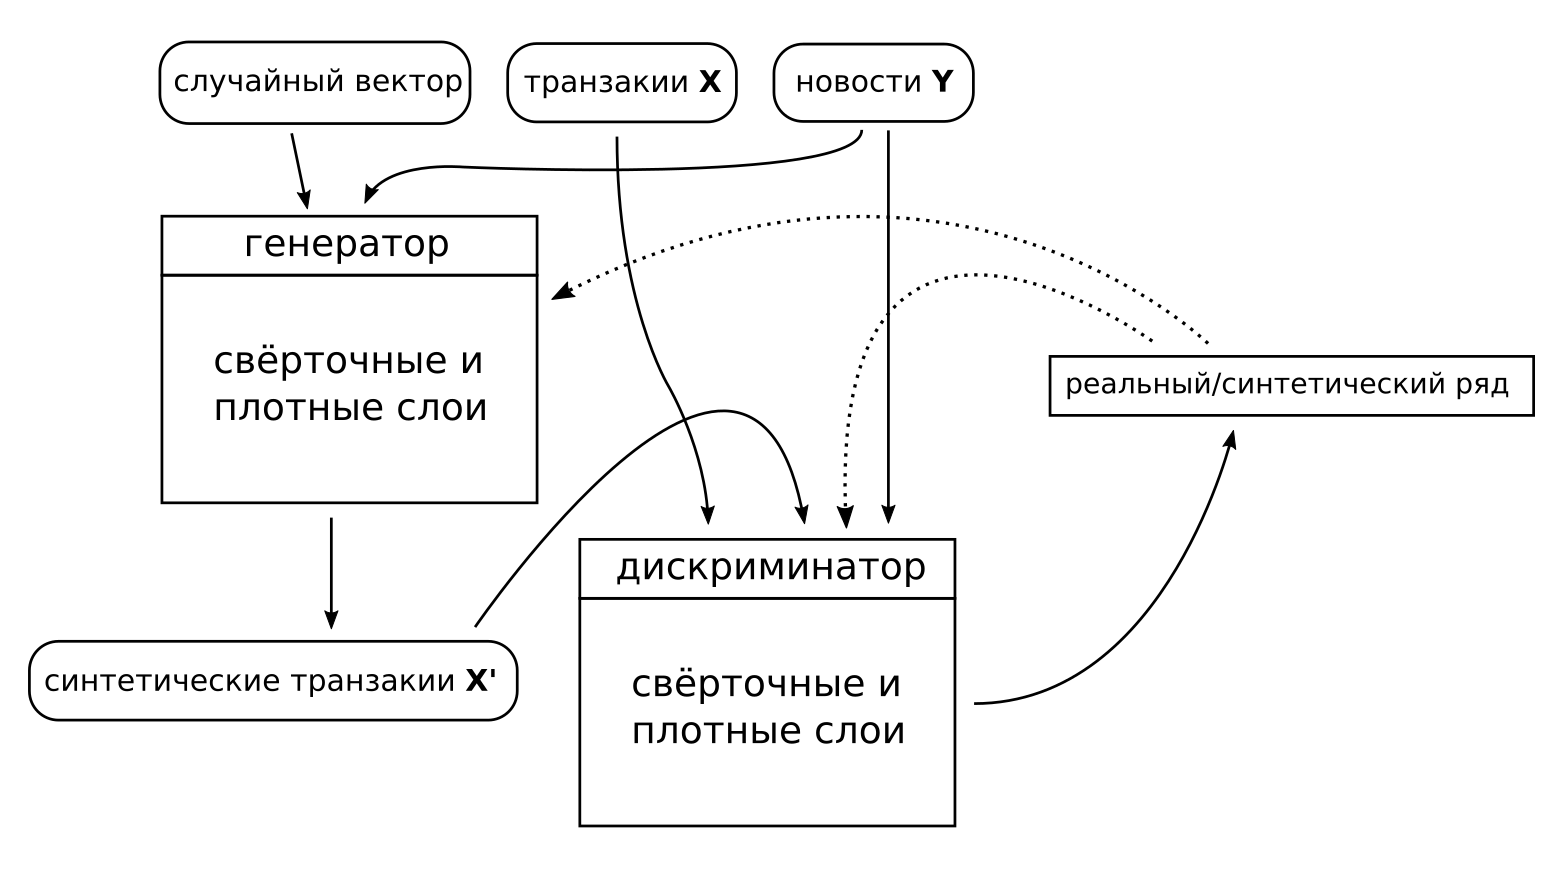 случайный вектор
транзакии X
новости Y
генератор
свёрточные и
плотные слои
реальный/синтетический ряд
дискриминатор
свёрточные и
плотные слои
синтетические транзакии X'